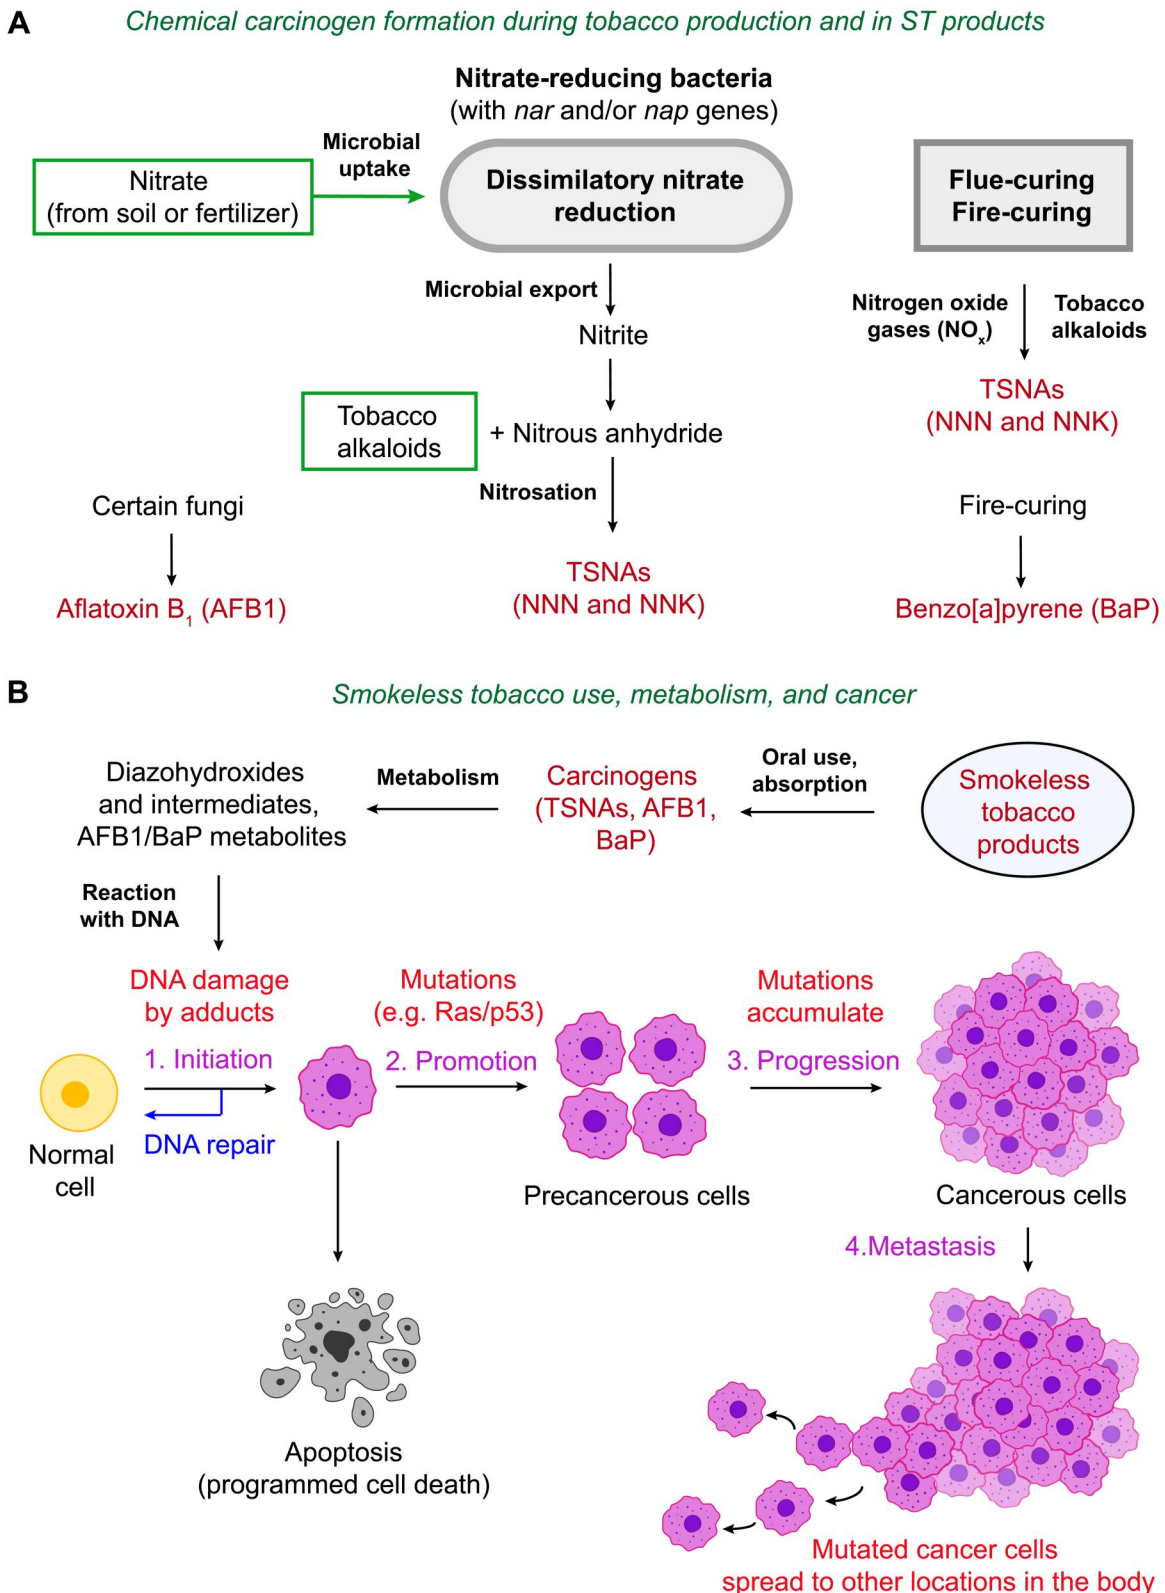 A
Chemical carcinogen formation during tobacco production and in ST products
Nitrate-reducing bacteria
(with nar and/or nap genes)
Microbial
uptake
Nitrate
(from soil or fertilizer)
Dissimilatory nitrate
reduction
Flue-curing
Fire-curing
Microbial export
Nitrite
Nitrogen oxide
gases (NOx)
Tobacco
alkaloids
TSNAs
(NNN and NNK)
Tobacco
alkaloids
+ Nitrous anhydride
Nitrosation
TSNAs
(NNN and NNK)
Certain fungi
Aflatoxin B1 (AFB1)
Fire-curing
Benzo[a]pyrene (BaP)
B
Smokeless tobacco use, metabolism, and cancer
Diazohydroxides
and intermediates,
AFB1/BaP metabolites
Metabolism
Carcinogens
(TSNAs, AFB1,
BaP)
Oral use,
absorption
Smokeless
tobacco
products
Reaction
with DNA
DNA damage
by adducts
Mutations
(e.g. Ras/p53)
Mutations
accumulate
1. Initiation
2. Promotion
3. Progression
DNA repair
Normal
cell
Precancerous cells
Cancerous cells
4.Metastasis
Apoptosis
(programmed cell death)
Mutated cancer cells
spread to other locations in the body